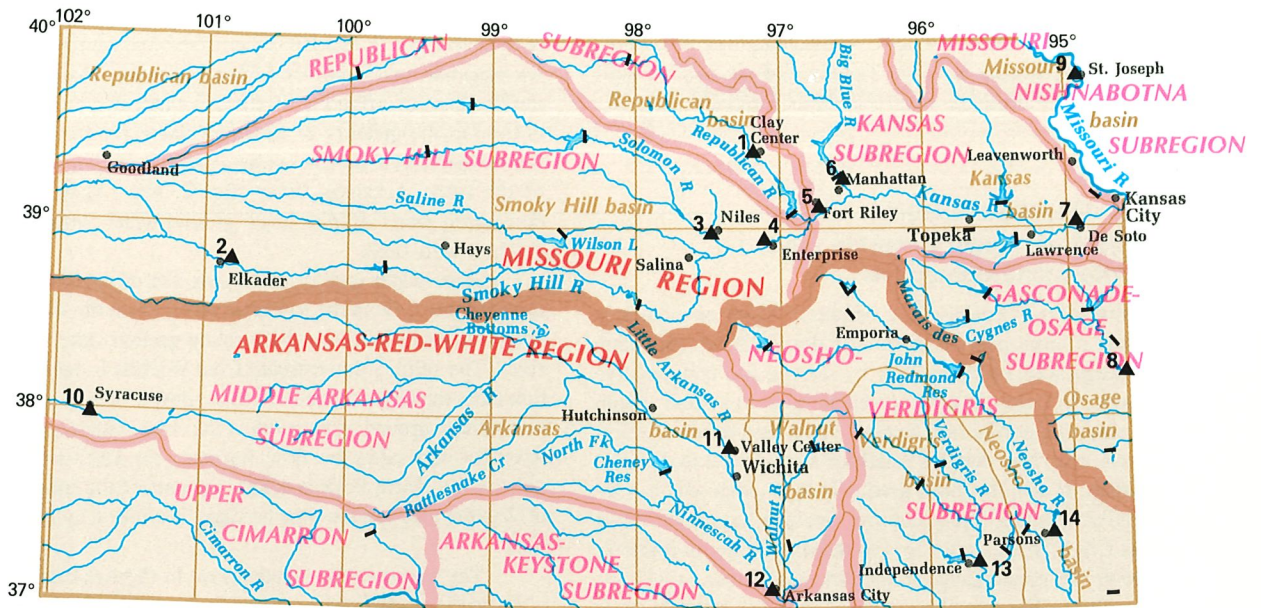 40°
102°
101°
100°
99°
98°
97°
96°
95°
REPUBLICAN
SUBREGION
MISSOURI
Republican basin
Big Blue R
Missouri
9
St. Joseph
NISHNABOTNA
Republican
basin
basin
Clay
Center
1
Missouri R
KANSAS
SUBREGION
SUBREGION
Solomon R
Republican R
SMOKY HILL SUBREGION
Leavenworth
Goodland
6
Manhattan
Kansas
basin
5
Fort Riley
Kansas R
Kansas
City
Saline R
Smoky Hill basin
39°
3
Niles
4
7
De Soto
Topeka
Lawrence
2
Hays
Wilson L
Enterprise
Elkader
MISSOURI
REGION
Salina
Smoky Hill R
Marais des
Cygnes R
GASCONADE-
OSAGE
SUBREGION
Cheyenne
Bottoms
Little Arkansas R
Emporia
ARKANSAS-RED-WHITE REGION
NEOSHO-
John
Redmond
Res
8
38°
10
Syracuse
MIDDLE ARKANSAS
SUBREGION
Arkansas R
Hutchinson
VERDIGRIS
Osage
basin
Arkansas
basin
11
Valley Center
Wichita
Walnut
basin
Verdigris
basin
Verdigris R
Neosho
Neosho R
North Fk
Cheney
Res
Rattlesnake Cr
UPPER
CIMARRON
SUBREGION
Cimarron R
Ninnescah R
Walnut R
SUBREGION
14
Parsons
ARKANSAS-
KEYSTONE
SUBREGION
Independence
13
basin
37°
12
Arkansas City